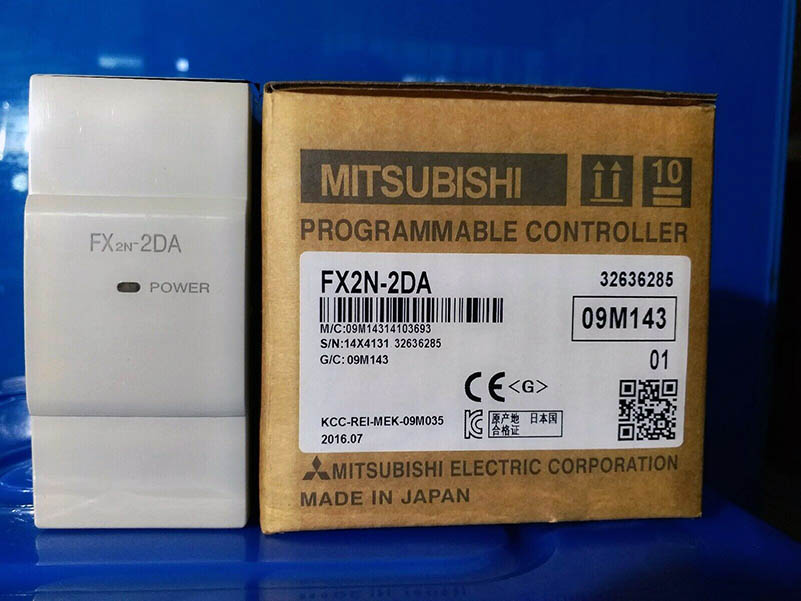 FX2N-2DA
POWER
MITSUBISHI
10
PROGRAMMABLE CONTROLLER
FX2N-2DA
32636285
M/C:09M14314103693
09M143
S/N:14X4131 32636285
G/C: 09M143
01
CE <G>
KCC-REI-MEK-09M035
原产地 日本国
合格证
2016.07
MITSUBISHI ELECTRIC CORPORATION
MADE IN JAPAN